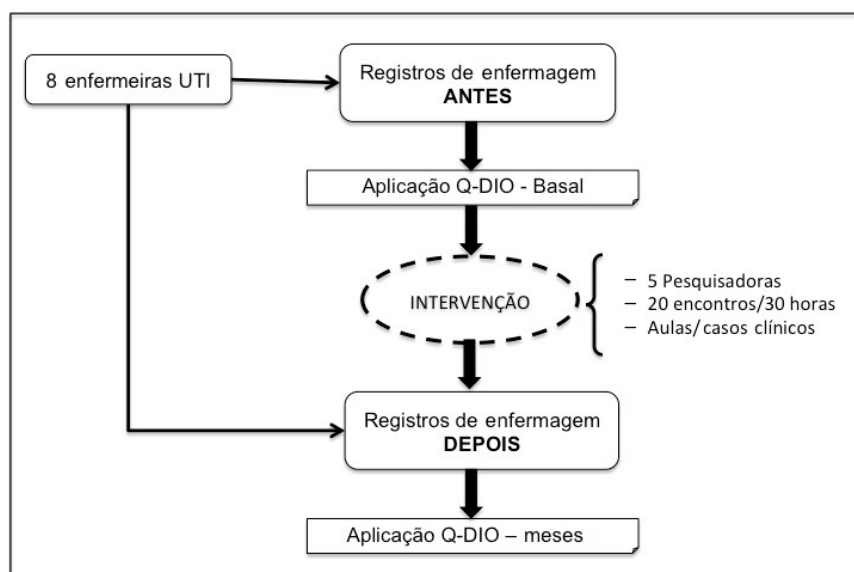 8 enfermeiras UTI
Registros de enfermagem
ANTES
Aplicação Q-DIO - Basal
INTERVENÇÃO
– 5 Pesquisadoras
– 20 encontros/30 horas
– Aulas/casos clínicos
Registros de enfermagem
DEPOIS
Aplicação Q-DIO – meses